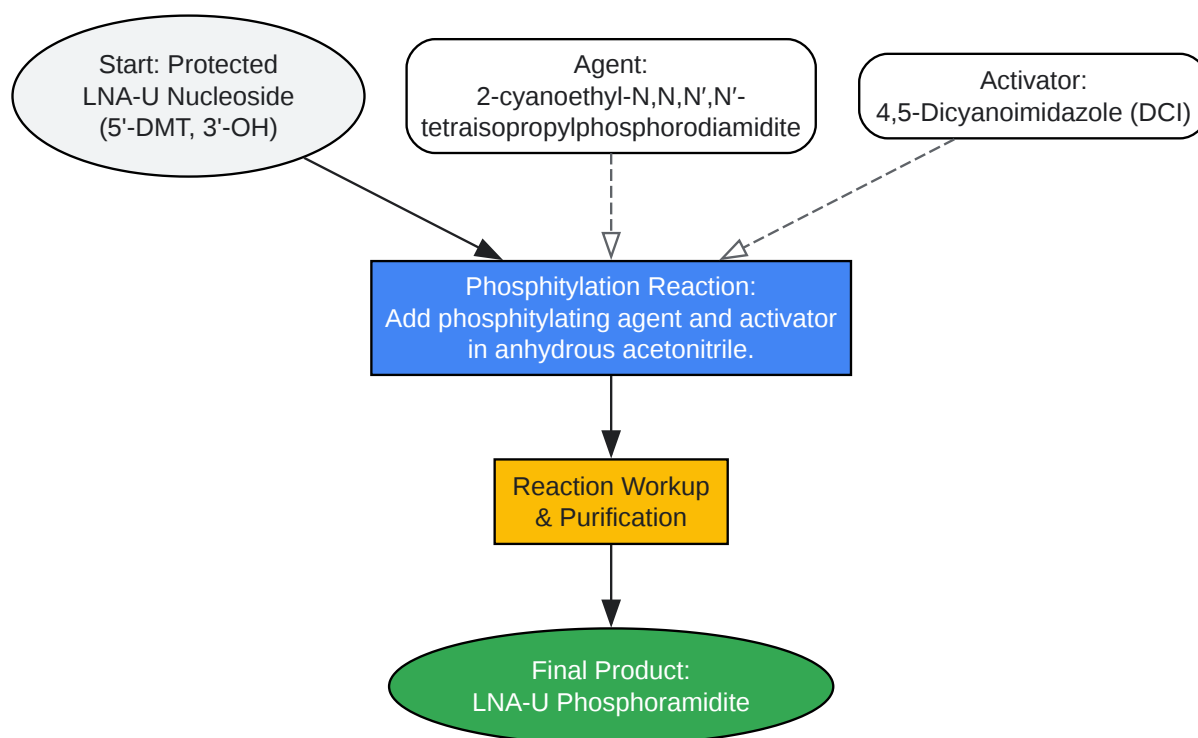 Start: Protected
LNA-U Nucleoside
(5'-DMT, 3'-OH)
Agent:
2-cyanoethyl-N,N,N′,N′-
tetraisopropylphosphorodiamidite
Activator:
4,5-Dicyanoimidazole (DCI)
Phosphitylation Reaction:
Add phosphitylating agent and activator
in anhydrous acetonitrile.
Reaction Workup
& Purification
Final Product:
LNA-U Phosphoramidite